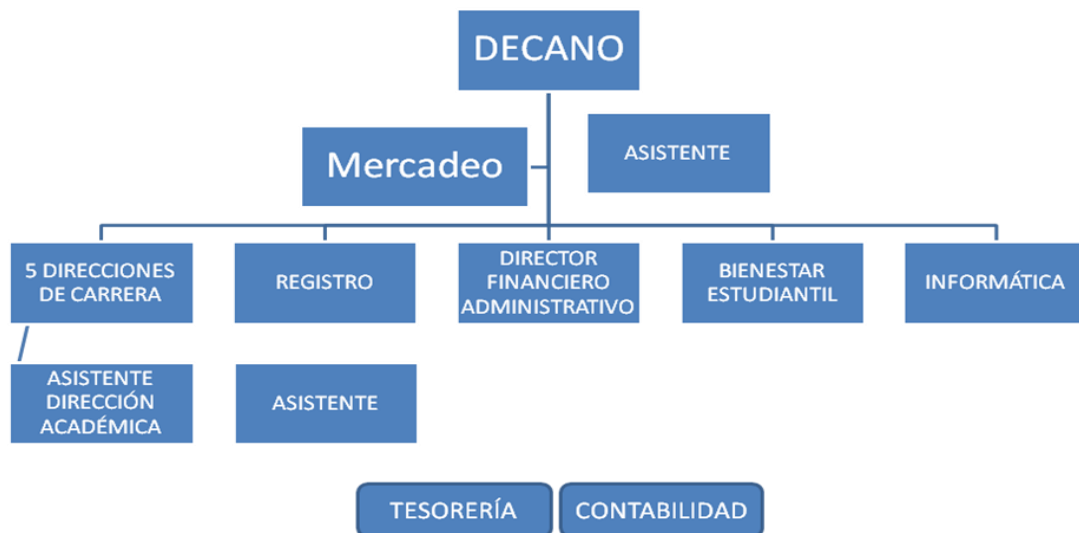 DECANO
Mercadeo
ASISTENTE
5 DIRECCIONES
DE CARRERA
REGISTRO
DIRECTOR
FINANCIERO
ADMINISTRATIVO
BIENESTAR
ESTUDIANTIL
INFORMÁTICA
ASISTENTE
DIRECCIÓN
ACADÉMICA
ASISTENTE
TESORERÍA
CONTABILIDAD